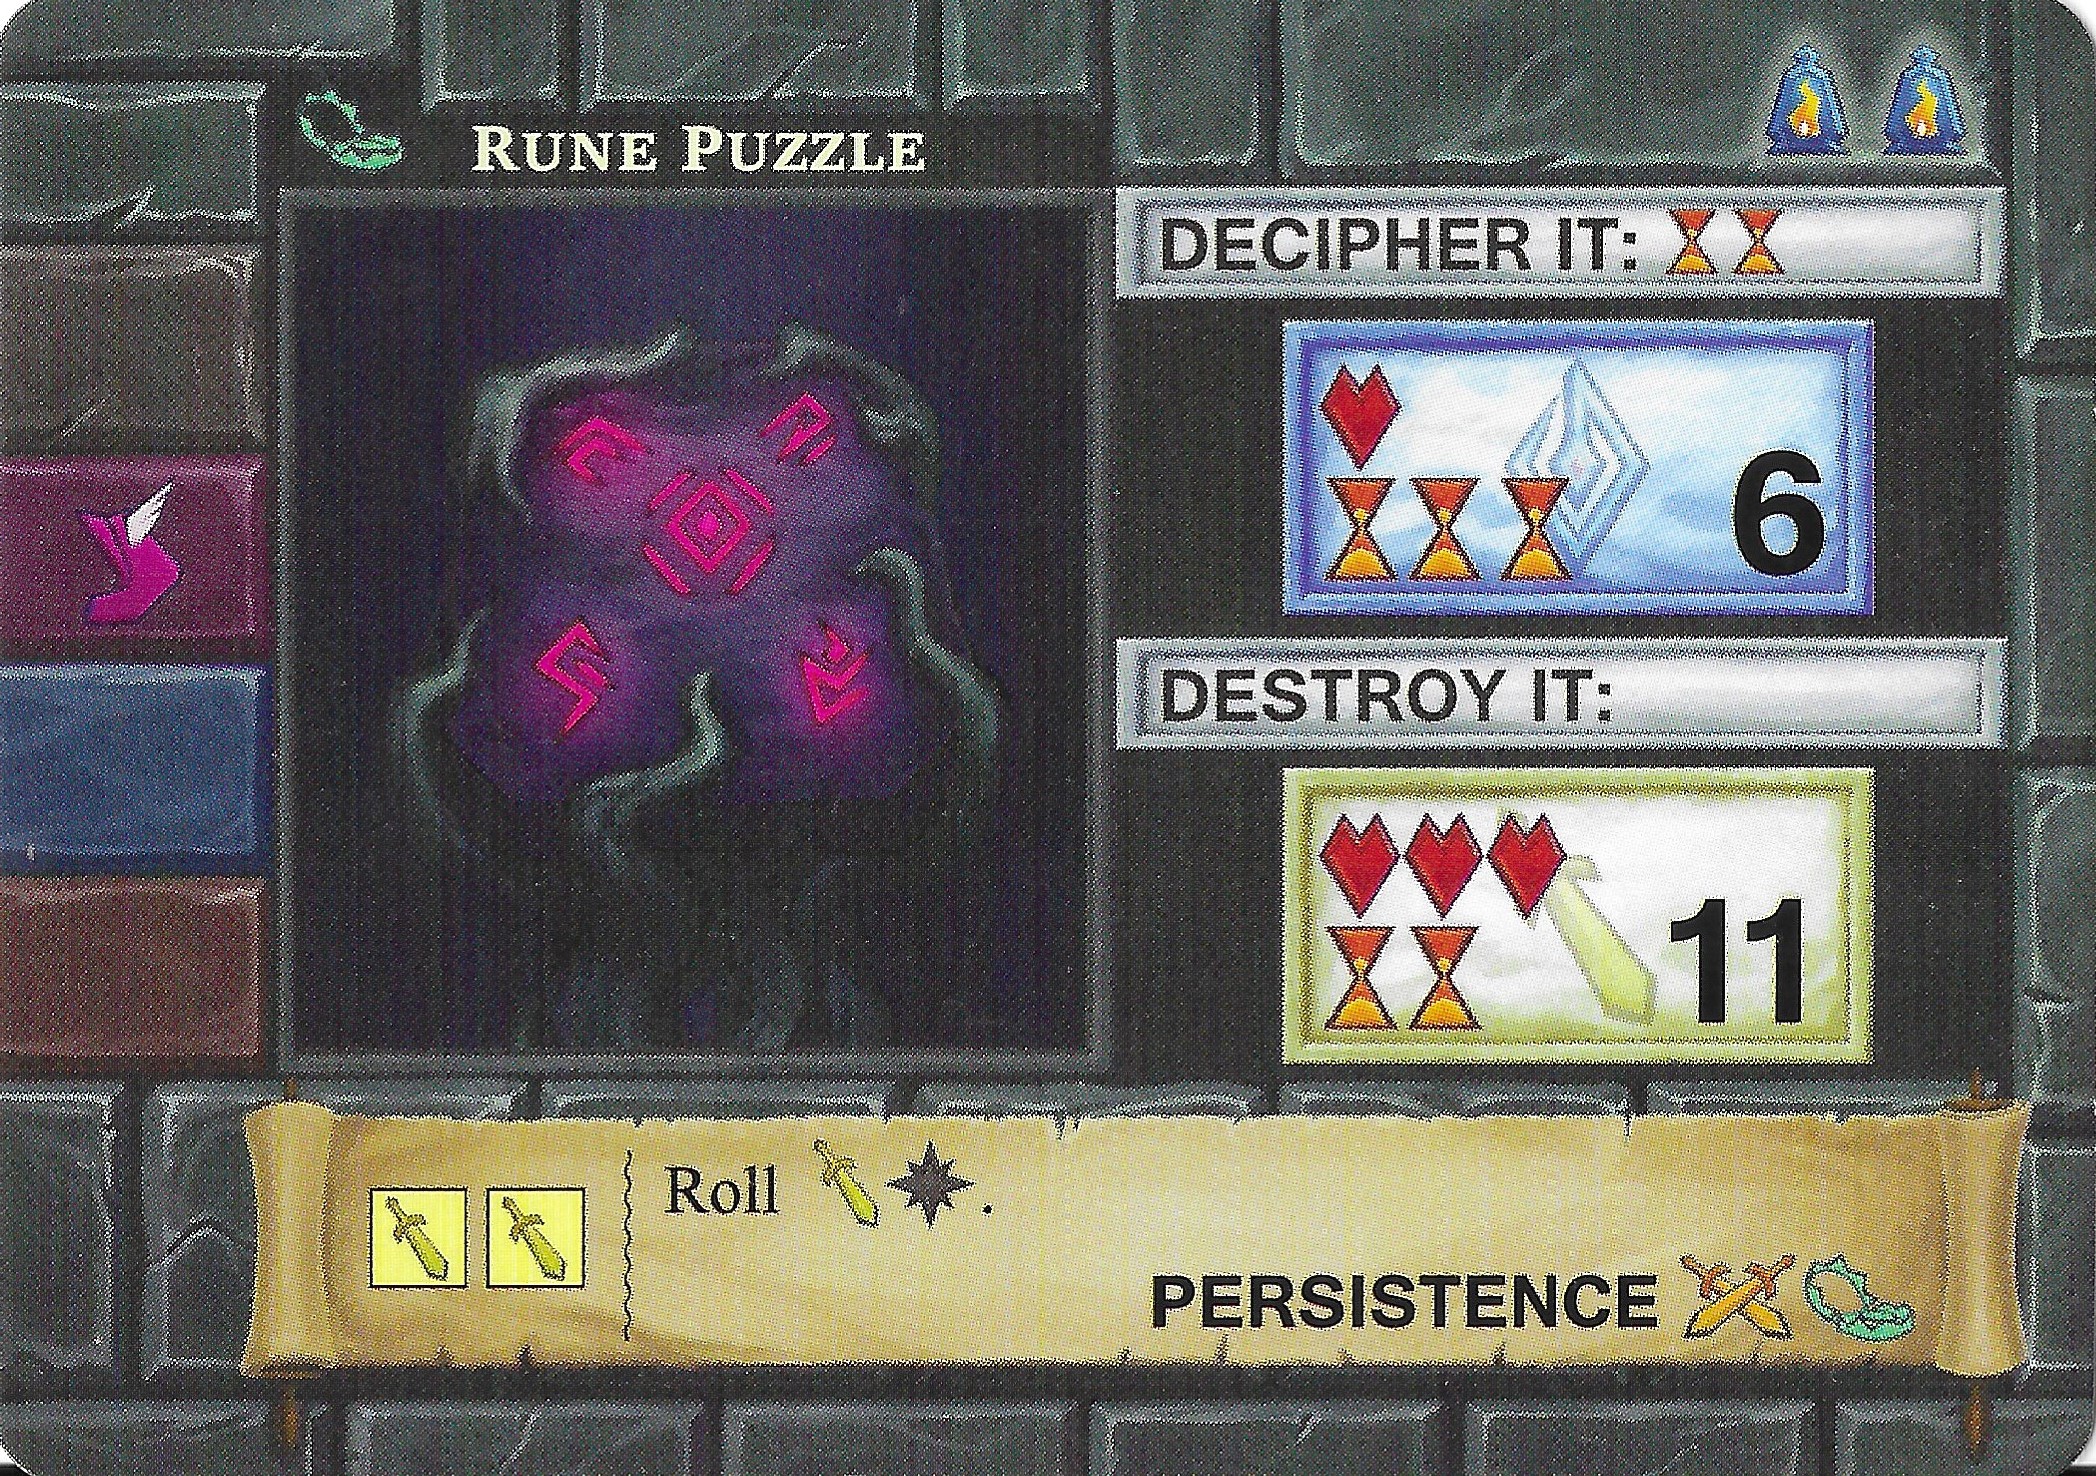 RUNE PUZZLE
DECIPHER IT:
6
DESTROY IT:
11
Roll .
PERSISTENCE